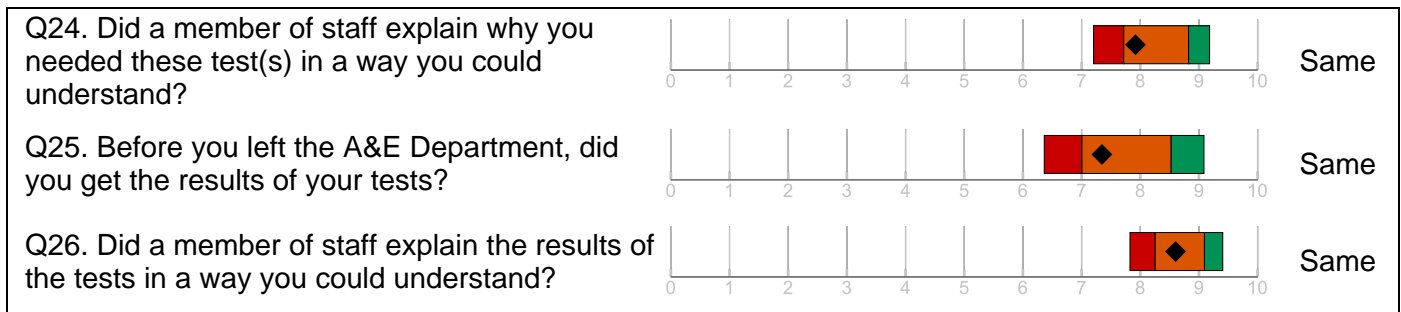 Q24. Did a member of staff explain why you
needed these test(s) in a way you could
understand?
0 1 2 3 4 5 6 7 8 9 10
Same
Q25. Before you left the A&E Department, did
you get the results of your tests?
0 1 2 3 4 5 6 7 8 9 10
Same
Q26. Did a member of staff explain the results of
the tests in a way you could understand?
0 1 2 3 4 5 6 7 8 9 10
Same